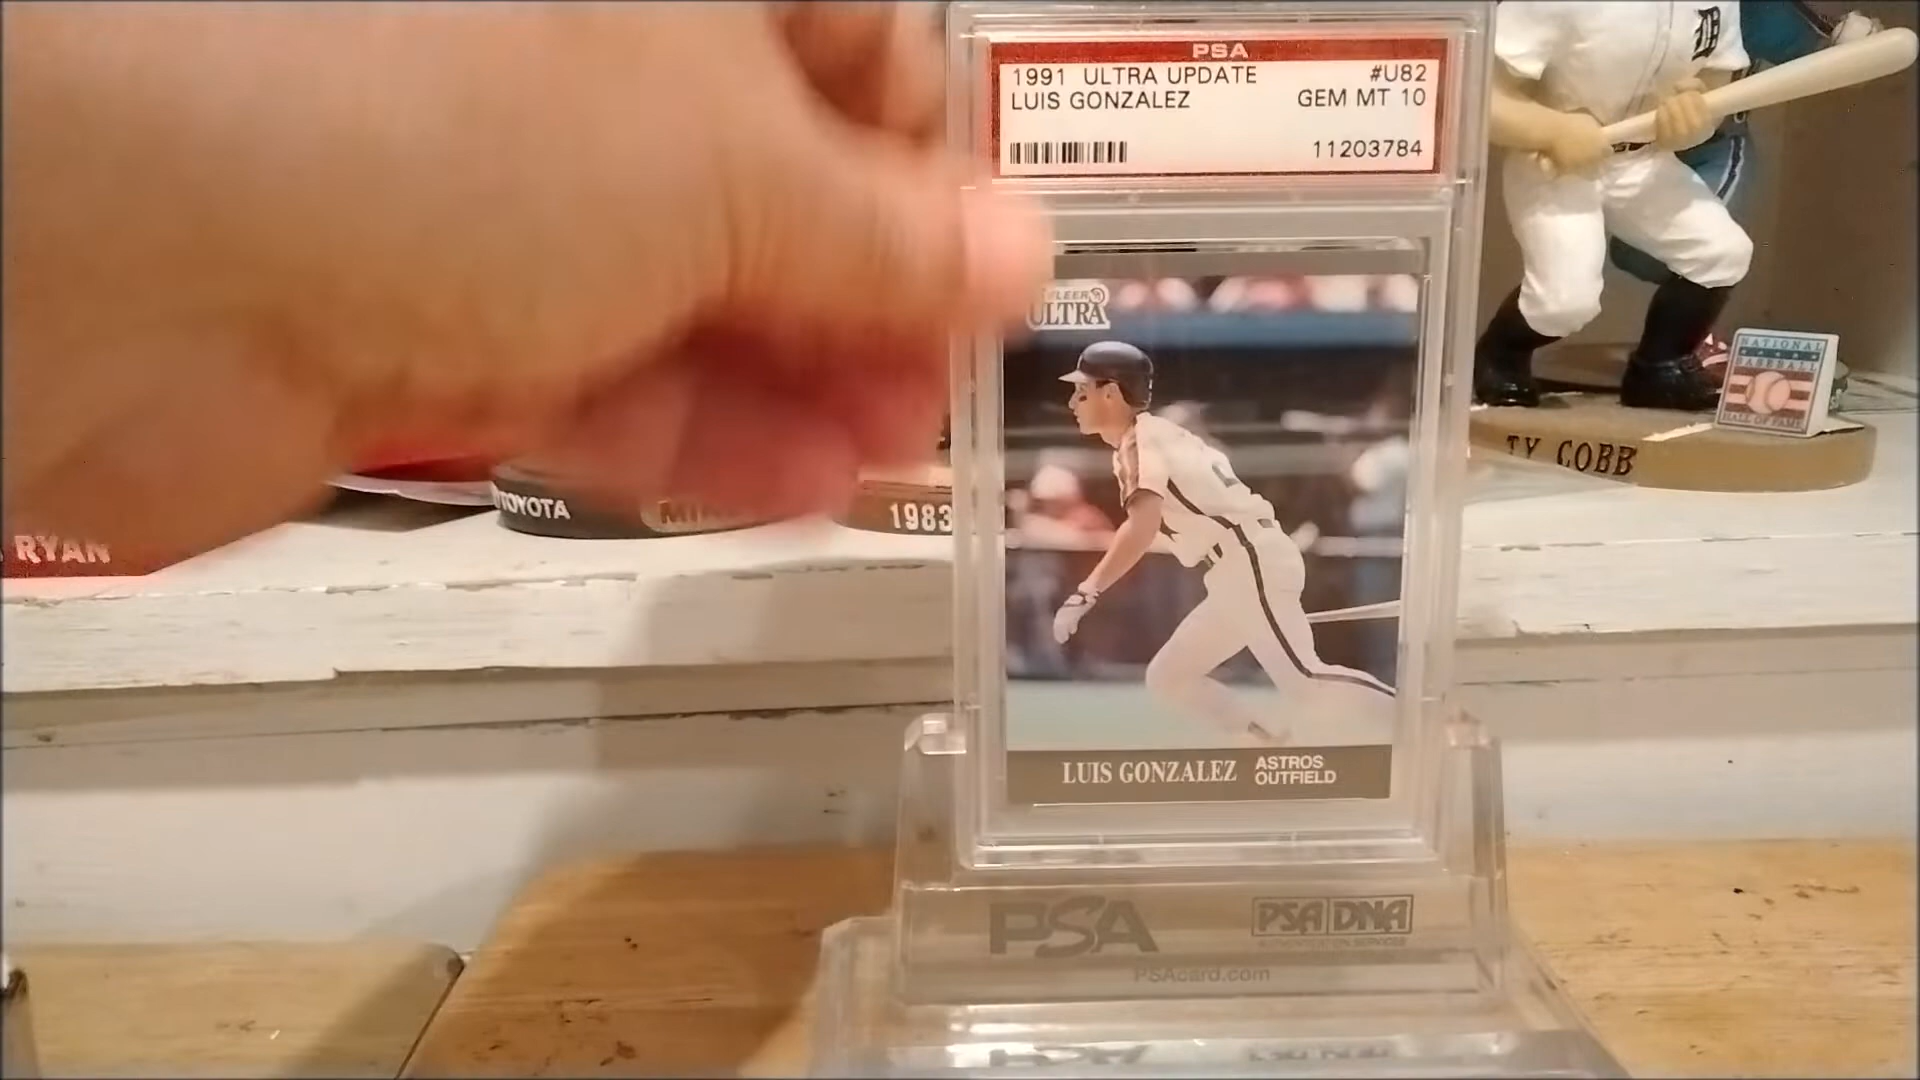 PSA
1991 ULTRA UPDATE #U82
LUIS GONZALEZ GEM MT 10
11203784
FLEER
ULTRA
NATIONAL
BASEBALL
HALL OF FAME
TY COBB
TOYOTA
1983
RYAN
LUIS GONZALEZ
ASTROS
OUTFIELD
PSA
PSA DNA
PSAcard.com